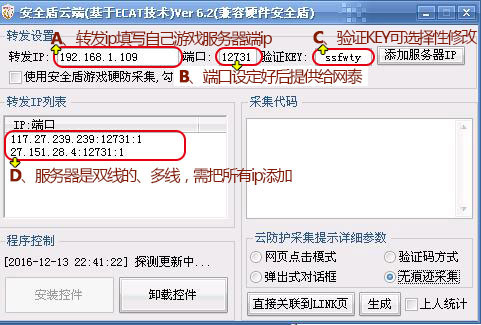 安全盾云端(基于ECAT技术)Ver 6.2(兼容硬件安全盾)
转发设置
A、转发ip填写自己游戏服务器端ip
C、验证KEY可选择性修改
转发IP: 192.168.1.109 端口: 12731 验证KEY: ssfwty 添加服务器IP
使用安全盾游戏硬防采集,勾
B、端口设定好后提供给网泰
转发IP列表
采集代码
IP:端口
117.27.239.239:12731:1
27.151.28.4:12731:1
D、服务器是双线的、多线，需把所有ip添加
程序控制
云防护采集提示详细参数
[2016-12-13 22:41:22] 探测更新中...
网页点击模式 验证码方式
弹出式对话框 无痕迹采集
安装控件 卸载控件
直接关联到LINK页 生成 上人统计